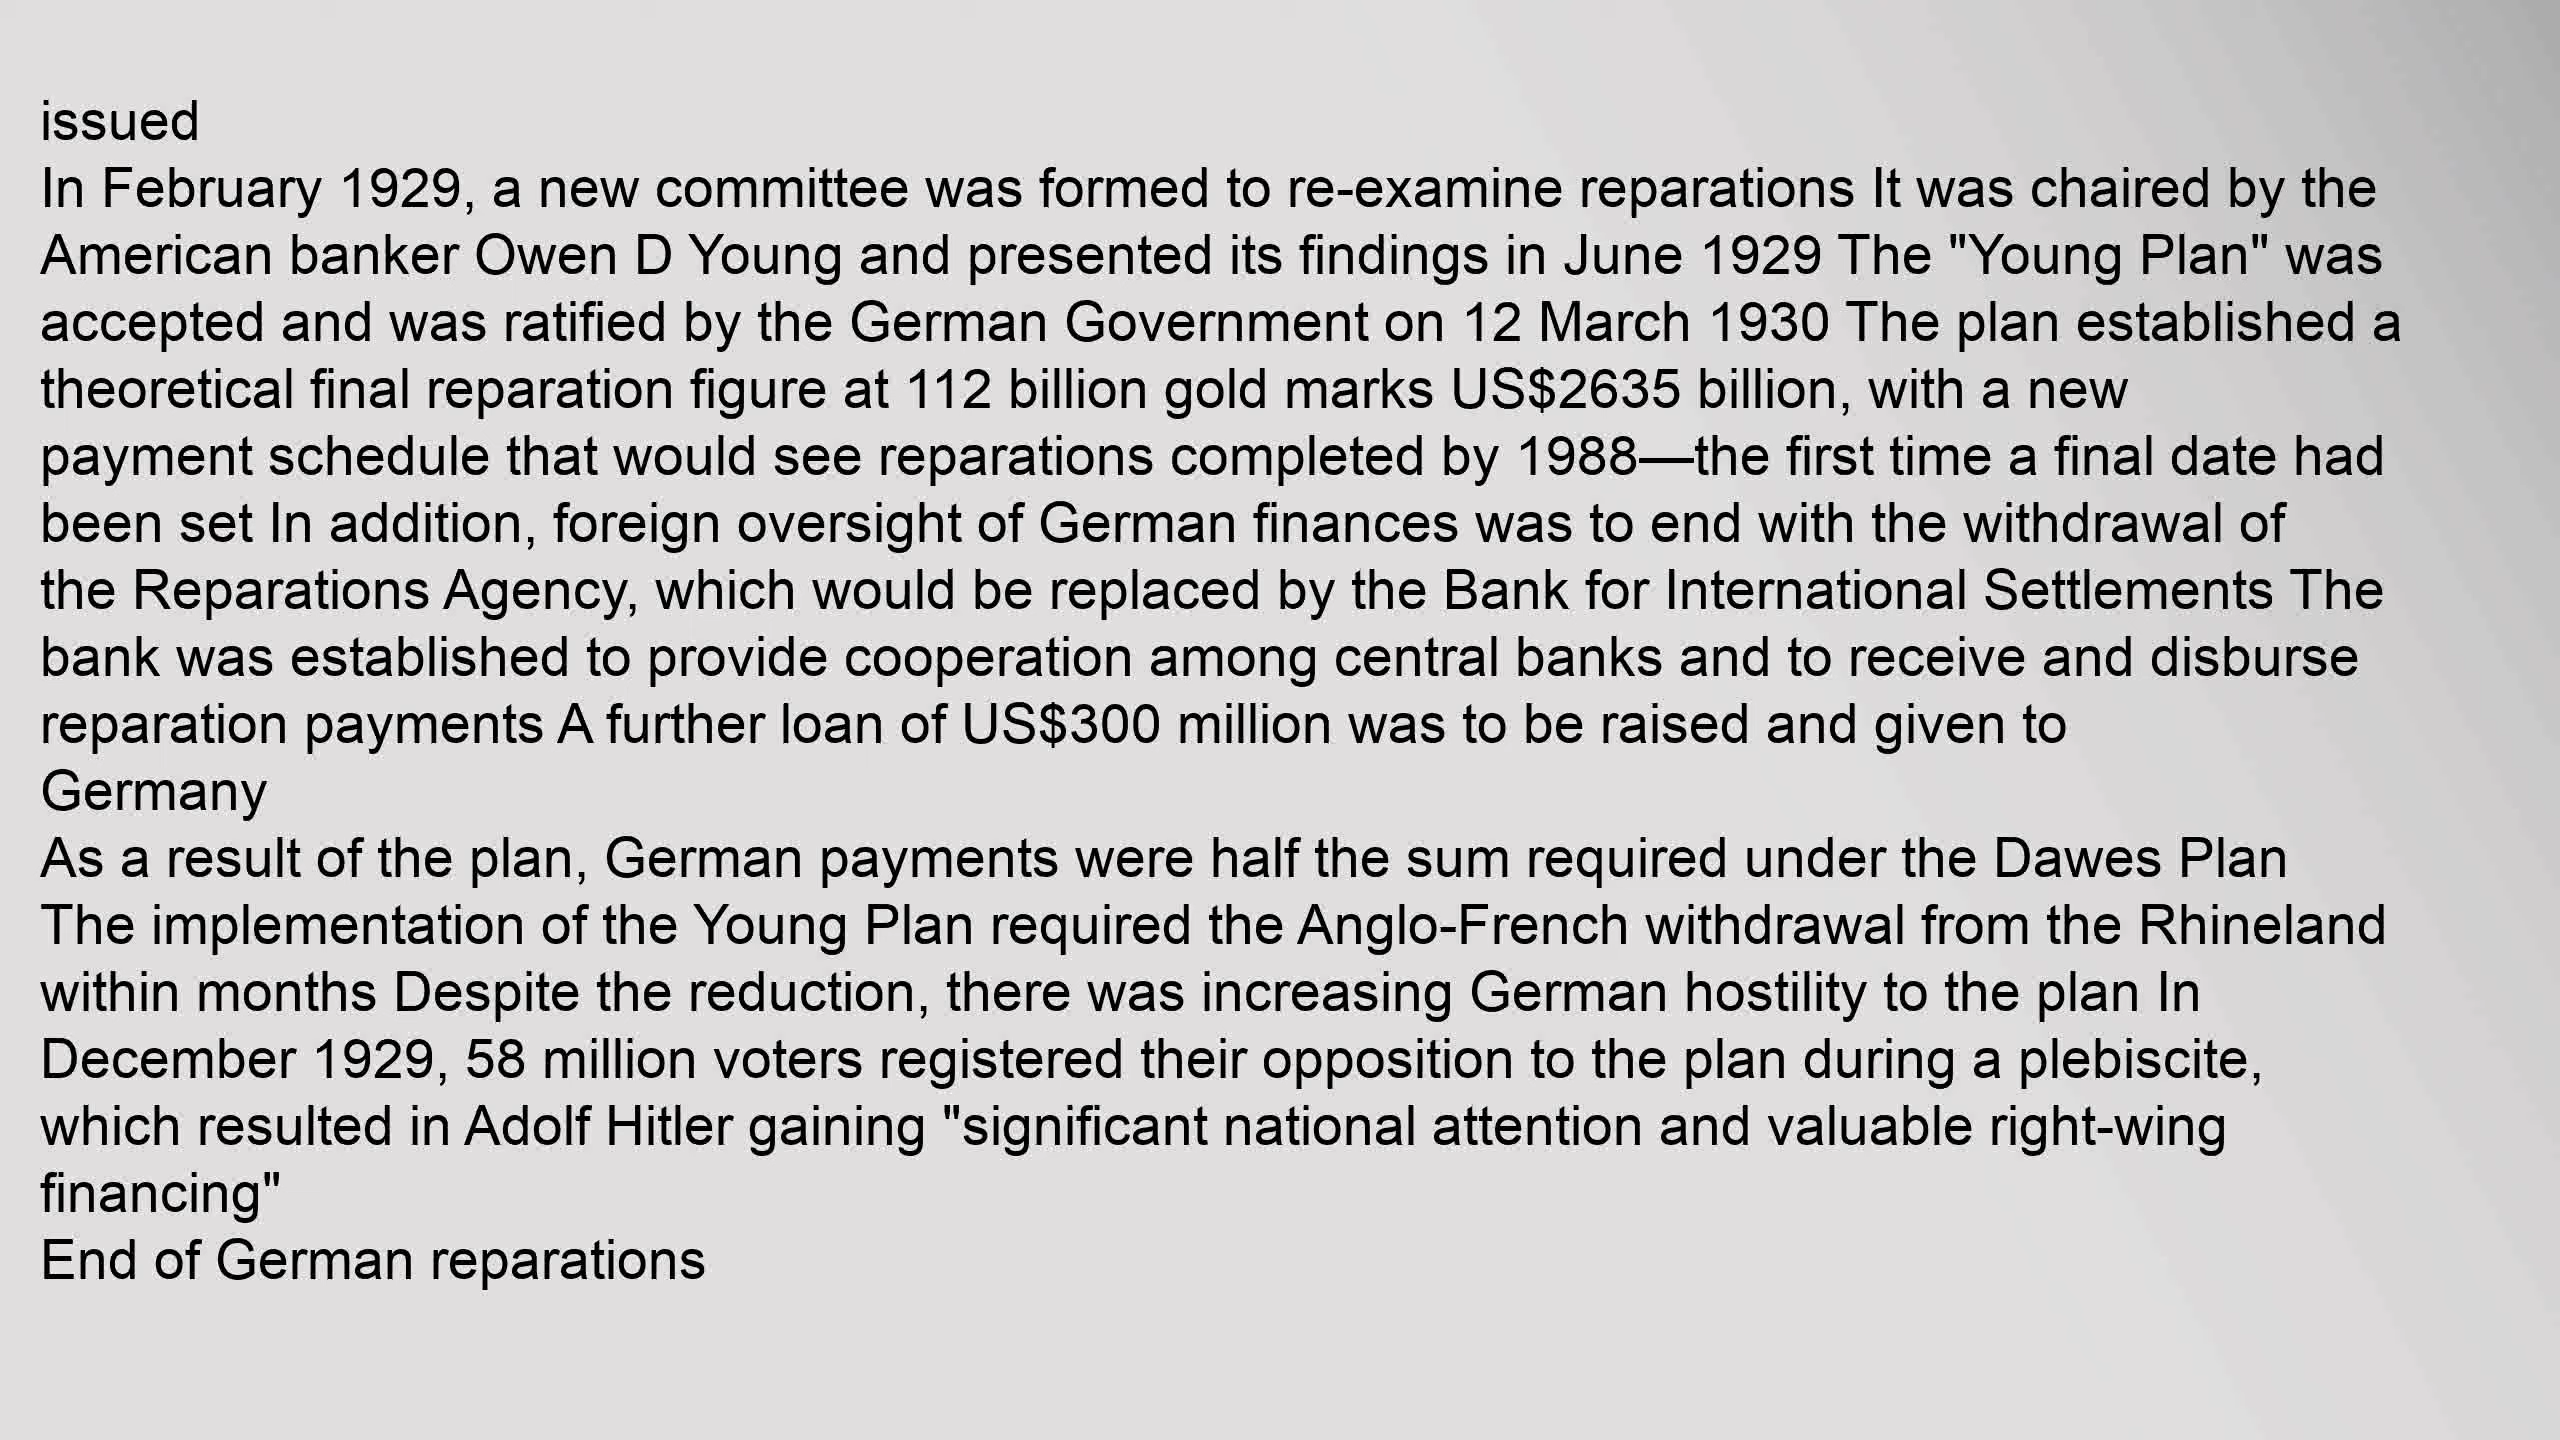 issued
In February 1929, a new committee was formed to re-examine reparations It was chaired by the
American banker Owen D Young and presented its findings in June 1929 The "Young Plan" was
accepted and was ratified by the German Government on 12 March 1930 The plan established a
theoretical final reparation figure at 112 billion gold marks US$2635 billion, with a new
payment schedule that would see reparations completed by 1988—the first time a final date had
been set In addition, foreign oversight of German finances was to end with the withdrawal of
the Reparations Agency, which would be replaced by the Bank for International Settlements The
bank was established to provide cooperation among central banks and to receive and disburse
reparation payments A further loan of US$300 million was to be raised and given to
Germany
As a result of the plan, German payments were half the sum required under the Dawes Plan
The implementation of the Young Plan required the Anglo-French withdrawal from the Rhineland
within months Despite the reduction, there was increasing German hostility to the plan In
December 1929, 58 million voters registered their opposition to the plan during a plebiscite,
which resulted in Adolf Hitler gaining "significant national attention and valuable right-wing
financing"
End of German reparations